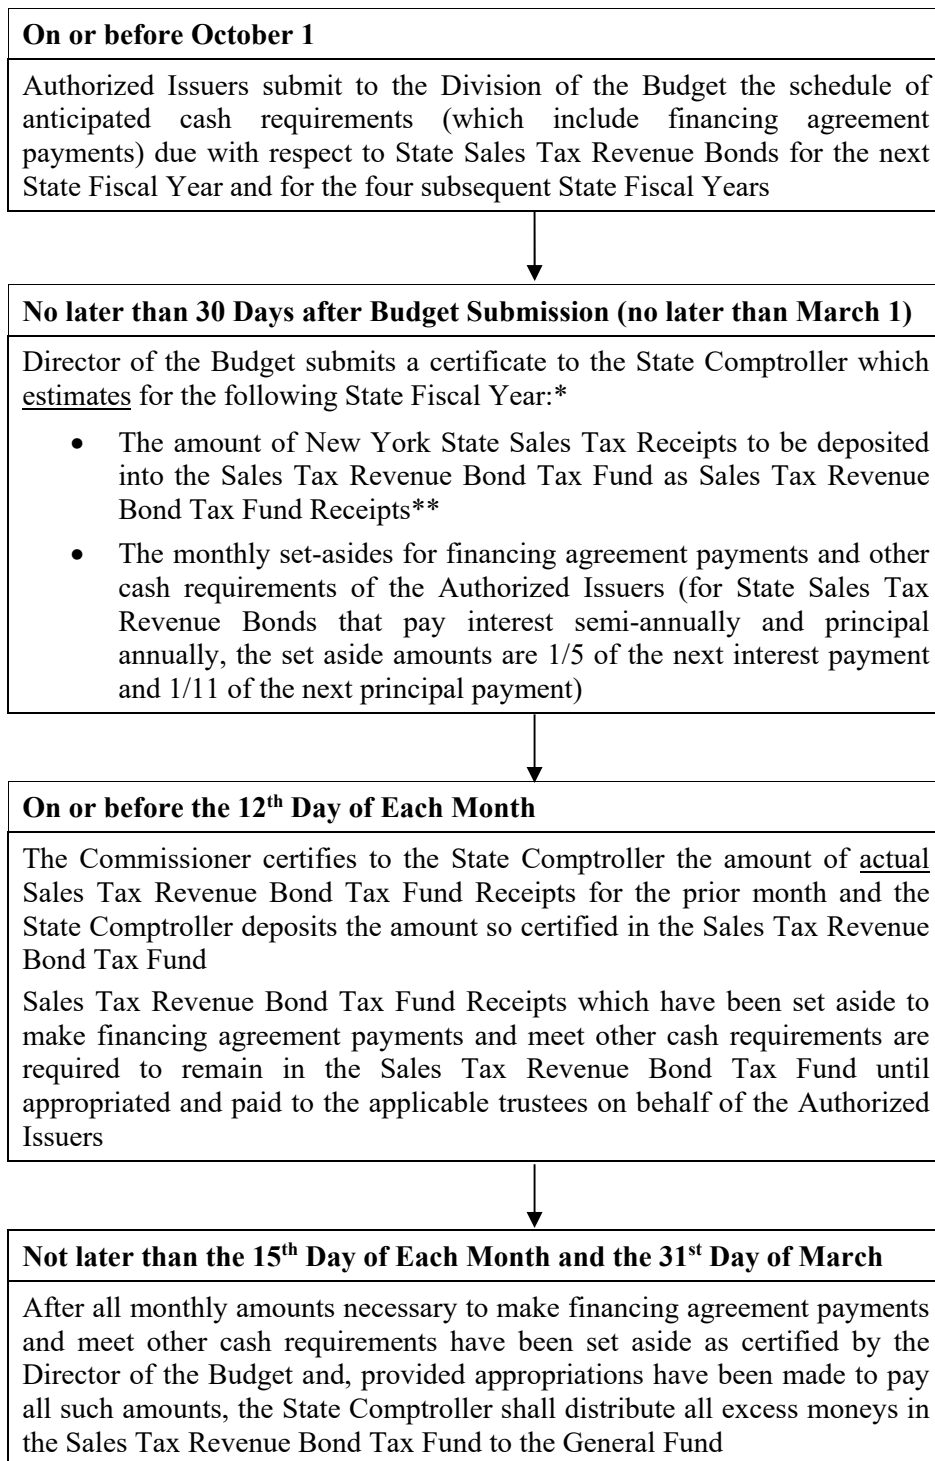 On or before October 1
Authorized Issuers submit to the Division of the Budget the schedule of
anticipated cash requirements (which include financing agreement
payments) due with respect to State Sales Tax Revenue Bonds for the next
State Fiscal Year and for the four subsequent State Fiscal Years
No later than 30 Days after Budget Submission (no later than March 1)
Director of the Budget submits a certificate to the State Comptroller which
estimates for the following State Fiscal Year:*
• The amount of New York State Sales Tax Receipts to be deposited
into the Sales Tax Revenue Bond Tax Fund as Sales Tax Revenue
Bond Tax Fund Receipts**
• The monthly set-asides for financing agreement payments and other
cash requirements of the Authorized Issuers (for State Sales Tax
Revenue Bonds that pay interest semi-annually and principal
annually, the set aside amounts are 1/5 of the next interest payment
and 1/11 of the next principal payment)
On or before the 12th Day of Each Month
The Commissioner certifies to the State Comptroller the amount of actual
Sales Tax Revenue Bond Tax Fund Receipts for the prior month and the
State Comptroller deposits the amount so certified in the Sales Tax Revenue
Bond Tax Fund
Sales Tax Revenue Bond Tax Fund Receipts which have been set aside to
make financing agreement payments and meet other cash requirements are
required to remain in the Sales Tax Revenue Bond Tax Fund until
appropriated and paid to the applicable trustees on behalf of the Authorized
Issuers
Not later than the 15th Day of Each Month and the 31st Day of March
After all monthly amounts necessary to make financing agreement payments
and meet other cash requirements have been set aside as certified by the
Director of the Budget and, provided appropriations have been made to pay
all such amounts, the State Comptroller shall distribute all excess moneys in
the Sales Tax Revenue Bond Tax Fund to the General Fund